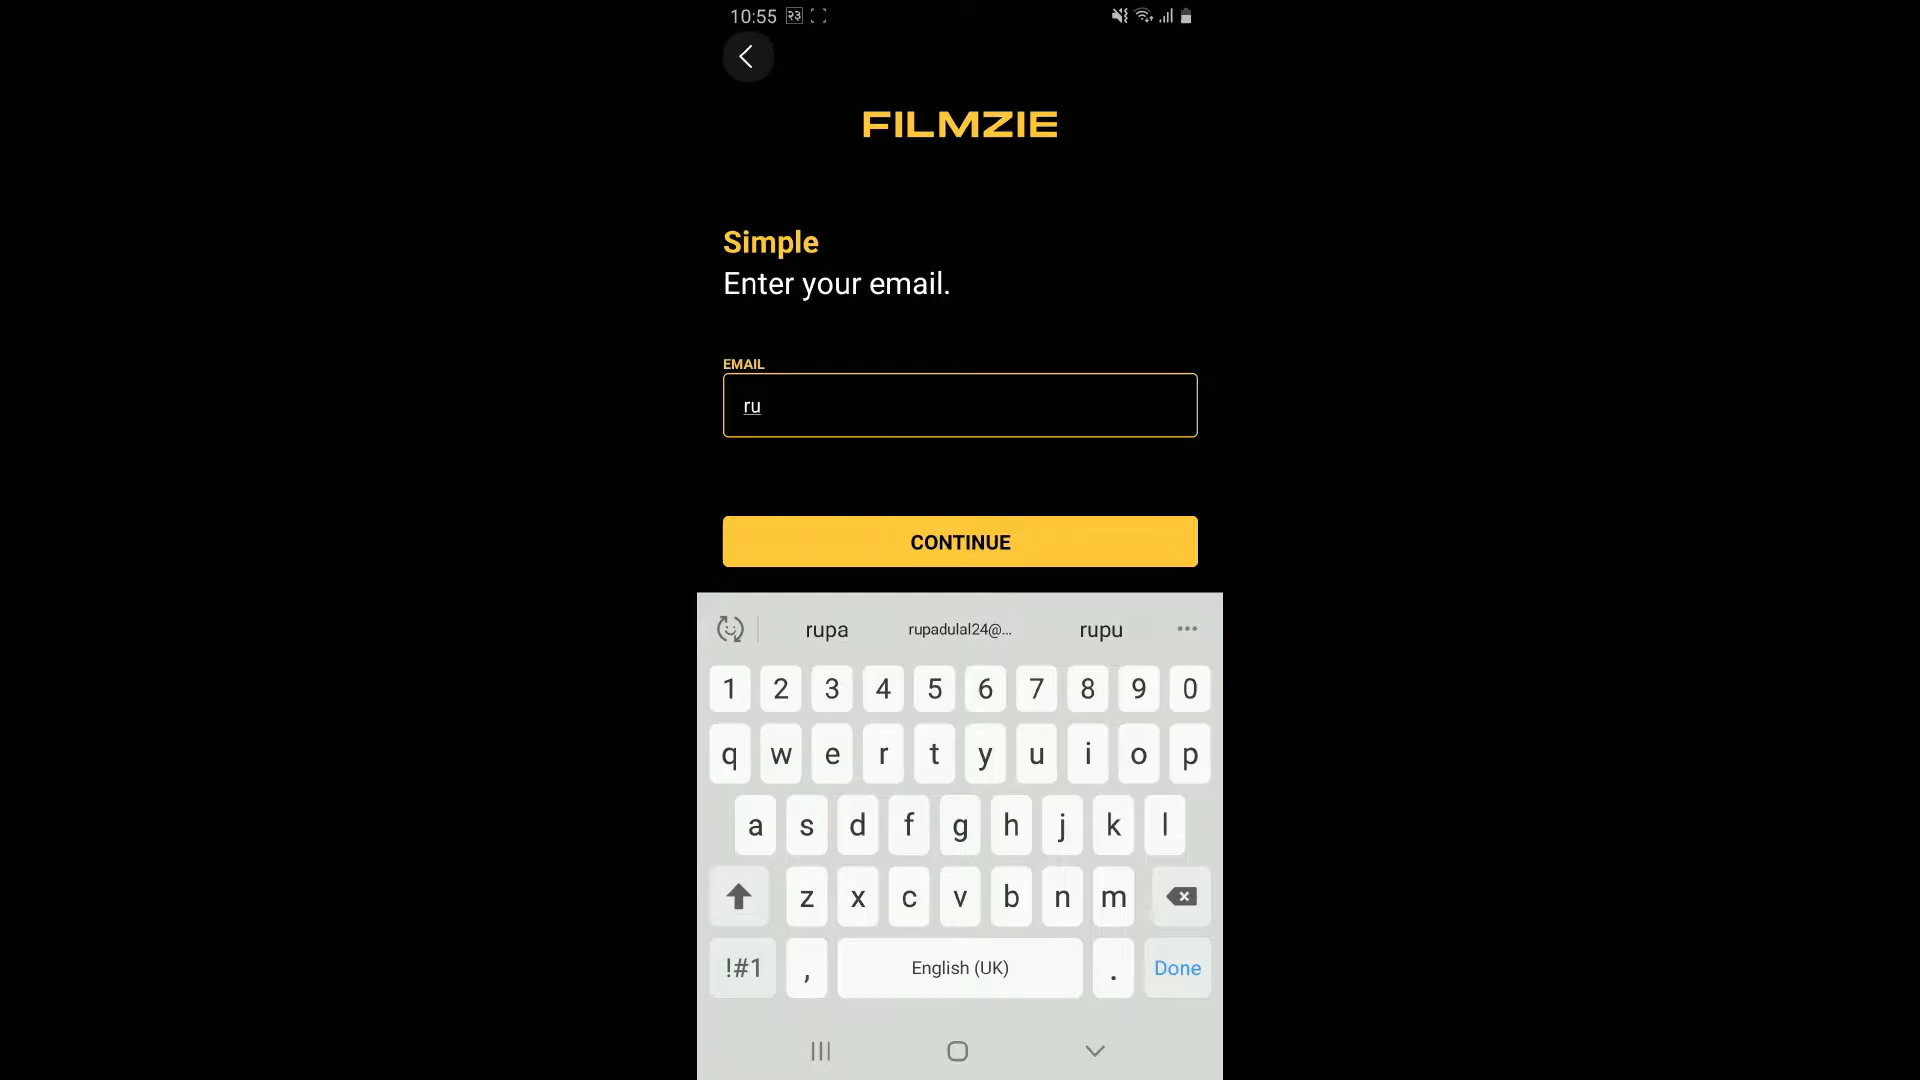 10:55 २३
FILMZIE
Simple
Enter your email.
EMAIL
ru
CONTINUE
rupa rupadulal24@... rupu
1 2 3 4 5 6 7 8 9 0
q w e r t y u i o p
a s d f g h j k l
z x c v b n m
!#1 , English (UK) . Done